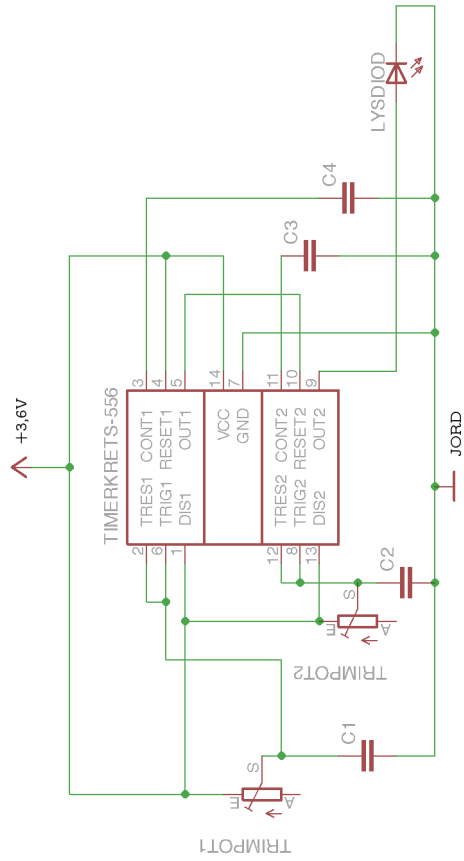 +3,6V
TIMERKRETS-556
2 TRES1 CONT1 3
6 TRIG1 RESET1 4
1 DIS1 OUT1 5
VCC 14
GND 7
12 TRES2 CONT2 11
8 TRIG2 RESET2 10
13 DIS2 OUT2 9
LYSDIOD
C4
C3
C2
C1
E
S
A
TRIMPOT2
E
S
A
TRIMPOT1
JORD